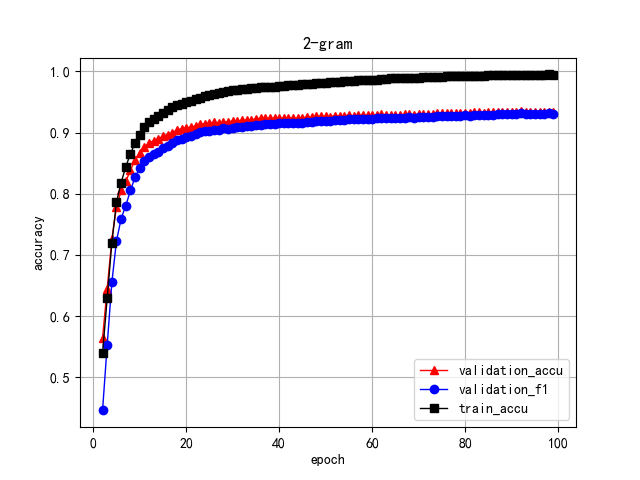 2-gram
1.0
0.9
0.8
0.7
0.6
0.5
accuracy
0 20 40 60 80 100
epoch
validation_accu
validation_f1
train_accu